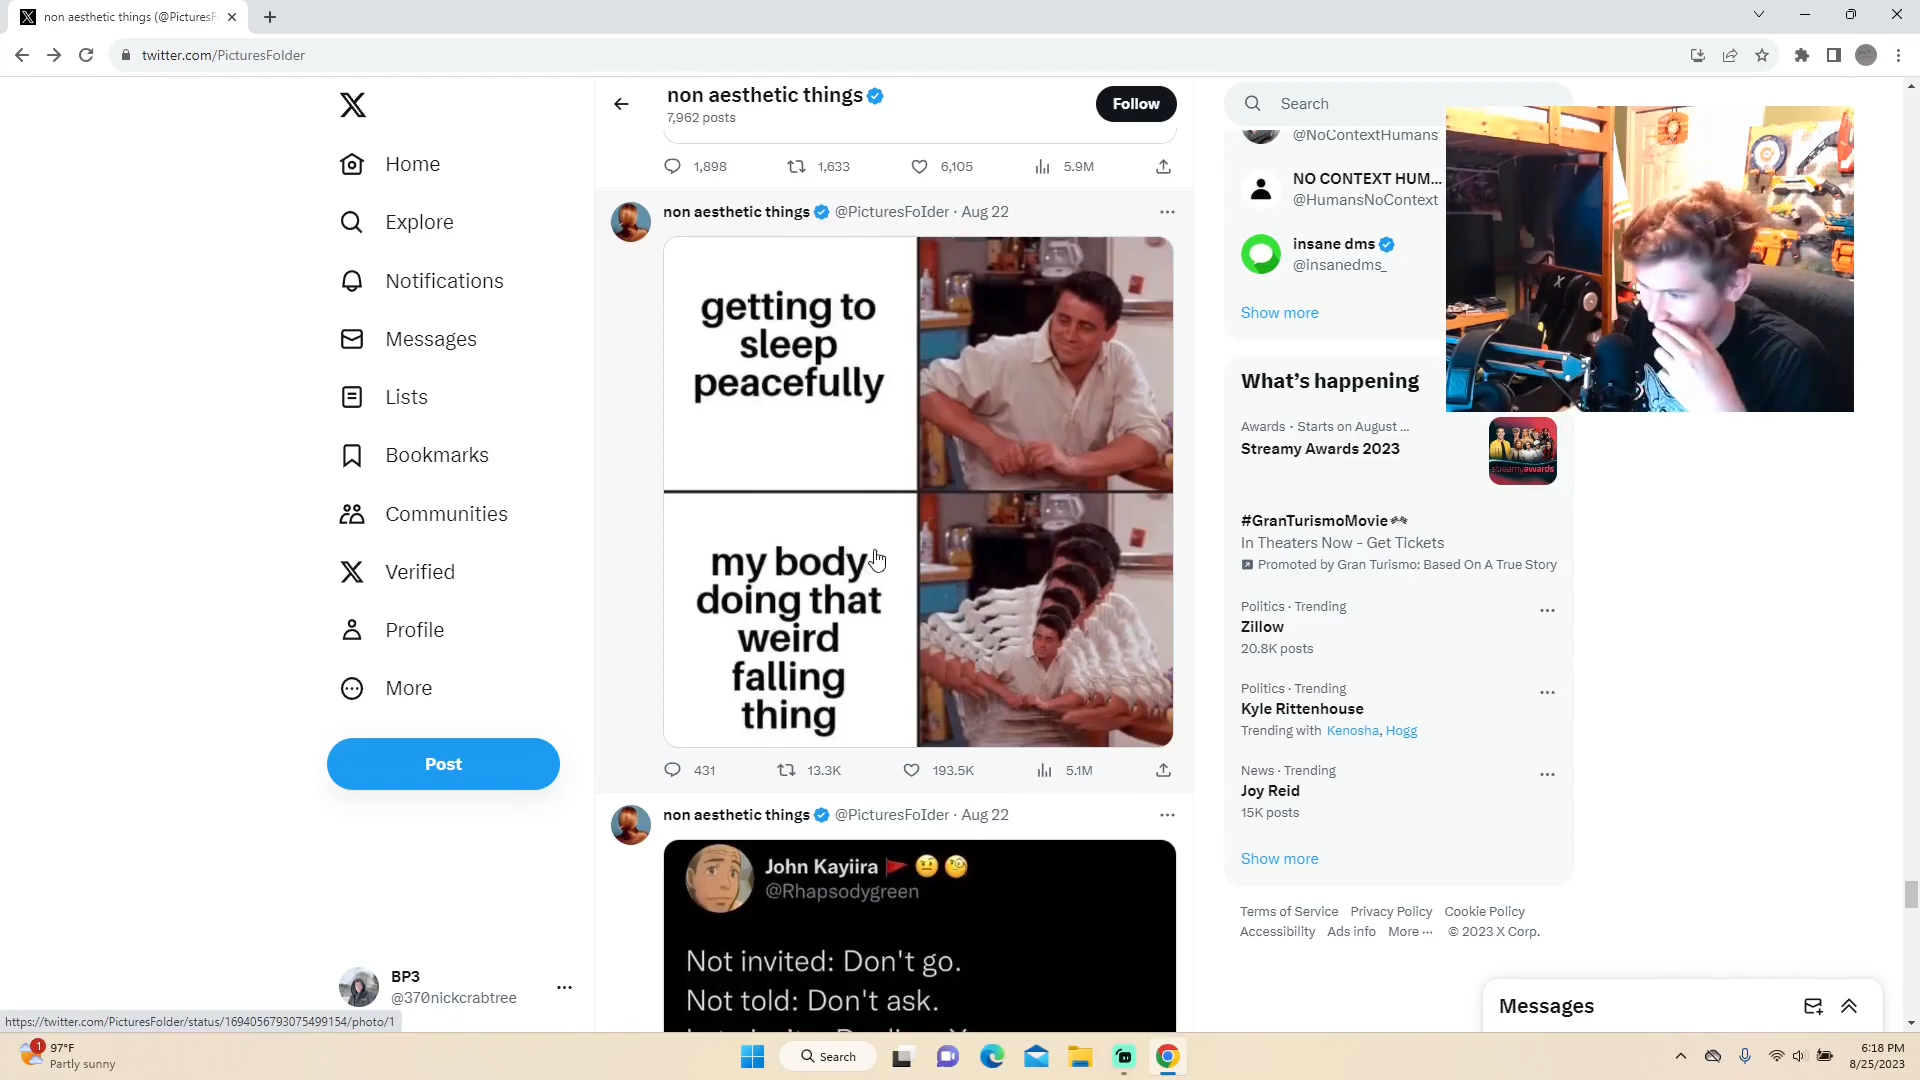 non aesthetic things (@PicturesF
twitter.com/PicturesFolder
Home
Explore
Notifications
Messages
Lists
Bookmarks
Communities
Verified
Profile
More
Post
BP3
@370nickcrabtree
https://twitter.com/PicturesFolder/status/1694056793075499154/photo/1
non aesthetic things
7,962 posts
Follow
1,898 1,633 6,105 5.9M
non aesthetic things @PicturesFoIder · Aug 22
getting to
sleep
peacefully
my body
doing that
weird
falling
thing
431 13.3K 193.5K 5.1M
non aesthetic things @PicturesFoIder · Aug 22
John Kayiira
@Rhapsodygreen
Not invited: Don't go.
Not told: Don't ask.
Search
@NoContextHumans
NO CONTEXT HUM...
@HumansNoContext
insane dms
@insanedms_
Show more
What's happening
Awards · Starts on August ...
Streamy Awards 2023
streamyawards
#GranTurismoMovie
In Theaters Now - Get Tickets
Promoted by Gran Turismo: Based On A True Story
Politics · Trending
Zillow
20.8K posts
Politics · Trending
Kyle Rittenhouse
Trending with Kenosha, Hogg
News · Trending
Joy Reid
15K posts
Show more
Terms of Service Privacy Policy Cookie Policy
Accessibility Ads info More ··· © 2023 X Corp.
Messages
1
97°F
Partly sunny
Search
6:18 PM
8/25/2023